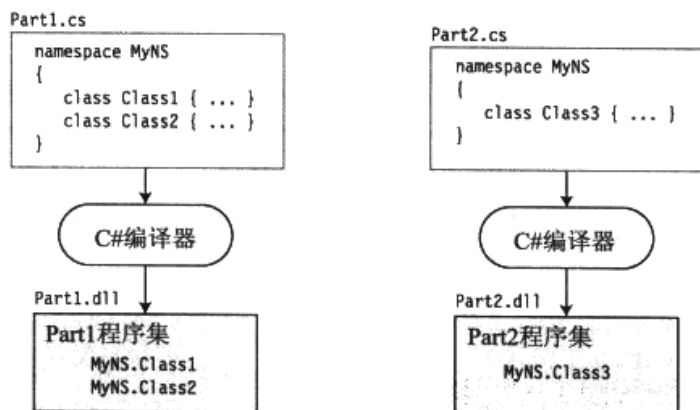 Part1.cs
namespace MyNS
{
class Class1 { ... }
class Class2 { ... }
}
C#编译器
Part1.dll
Part1程序集
MyNS.Class1
MyNS.Class2
Part2.cs
namespace MyNS
{
class Class3 { ... }
}
C#编译器
Part2.dll
Part2程序集
MyNS.Class3